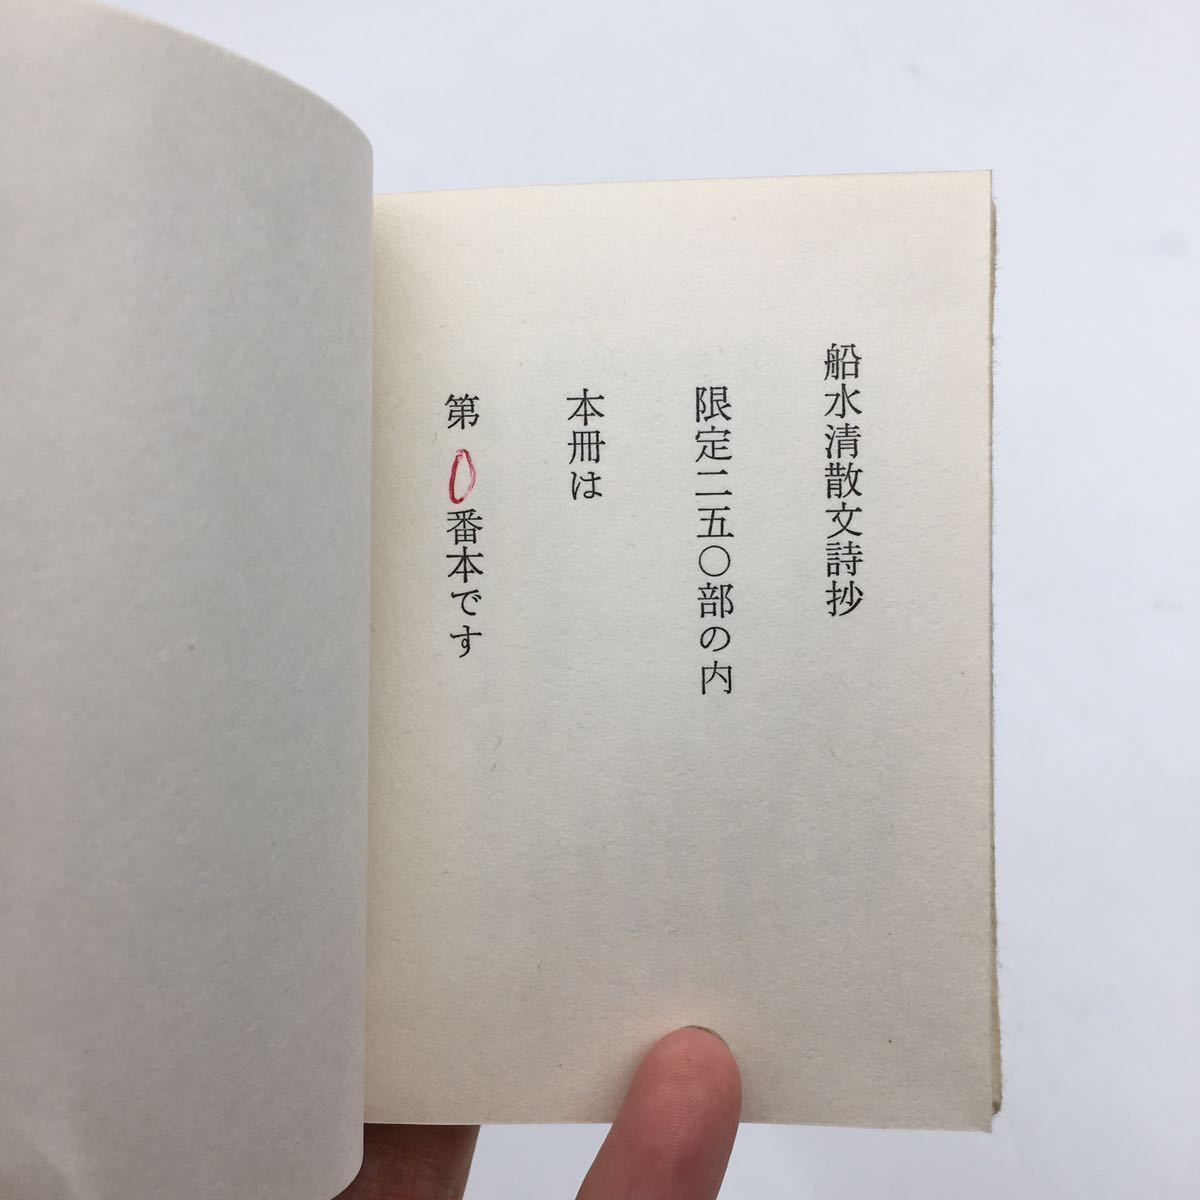 船水清散文詩抄
限定二五〇部の内
本冊は
第0番本です